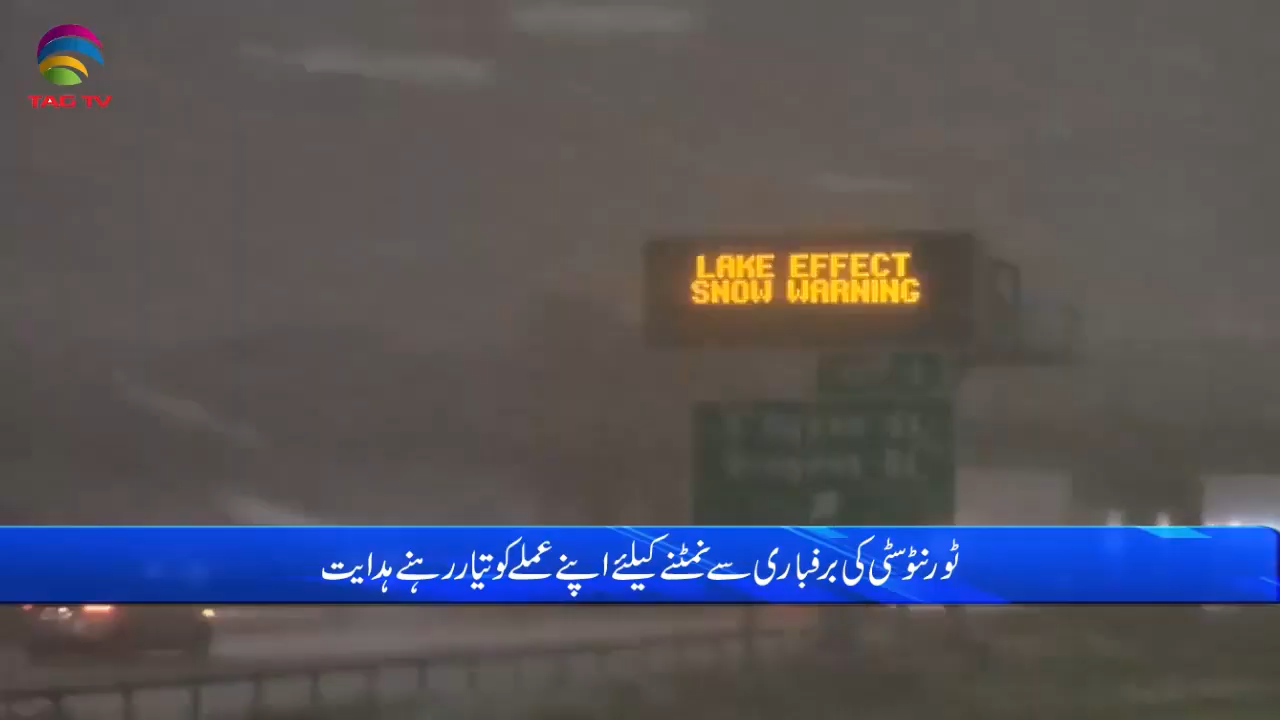 TAG TV
LAKE EFFECT
SNOW WARNING
ٹورنٹو سٹی کی برفباری سے نمٹنے کیلئے اپنے عملے کو تیار رہنے ہدایت